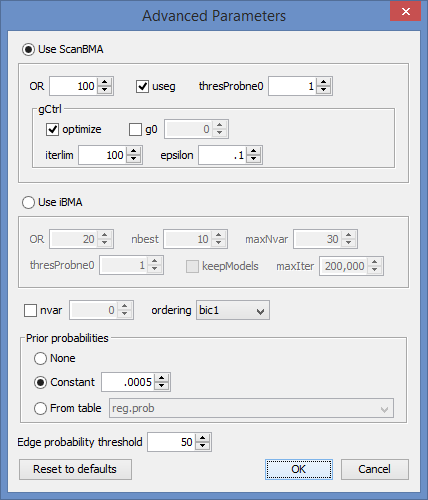 Advanced Parameters
Use ScanBMA
OR 100 useg thresProbne0 1
gCtrl
optimize g0 0
iterlim 100 epsilon .1
Use iBMA
OR 20 nbest 10 maxNvar 30
thresProbne0 1 keepModels maxIter 200,000
nvar 0 ordering bic1
Prior probabilities
None
Constant .0005
From table reg.prob
Edge probability threshold 50
Reset to defaults OK Cancel